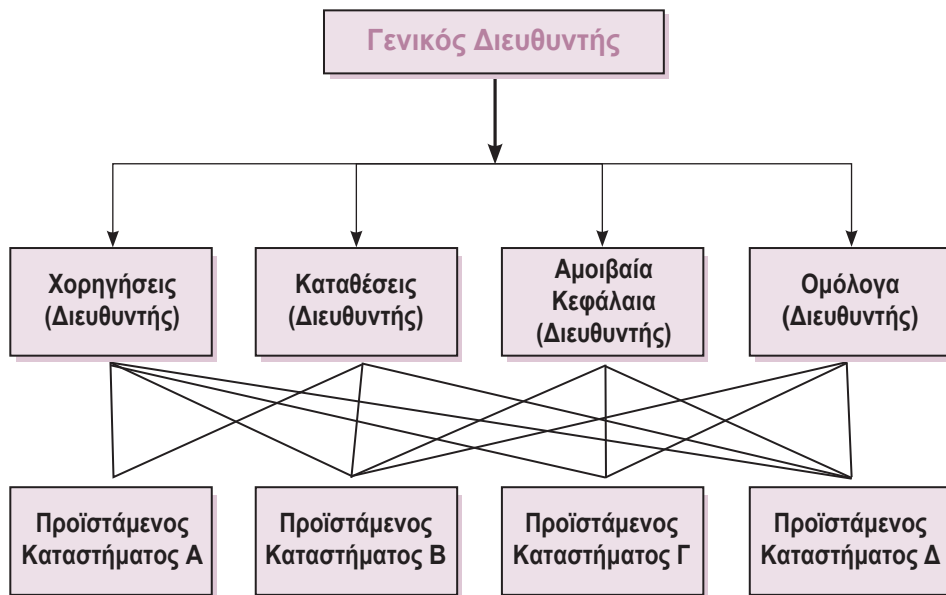 Γενικός Διευθυντής
Χορηγήσεις
(Διευθυντής)
Καταθέσεις
(Διευθυντής)
Αμοιβαία
Κεφάλαια
(Διευθυντής)
Ομόλογα
(Διευθυντής)
Προϊστάμενος
Καταστήματος Α
Προϊστάμενος
Καταστήματος Β
Προϊστάμενος
Καταστήματος Γ
Προϊστάμενος
Καταστήματος Δ